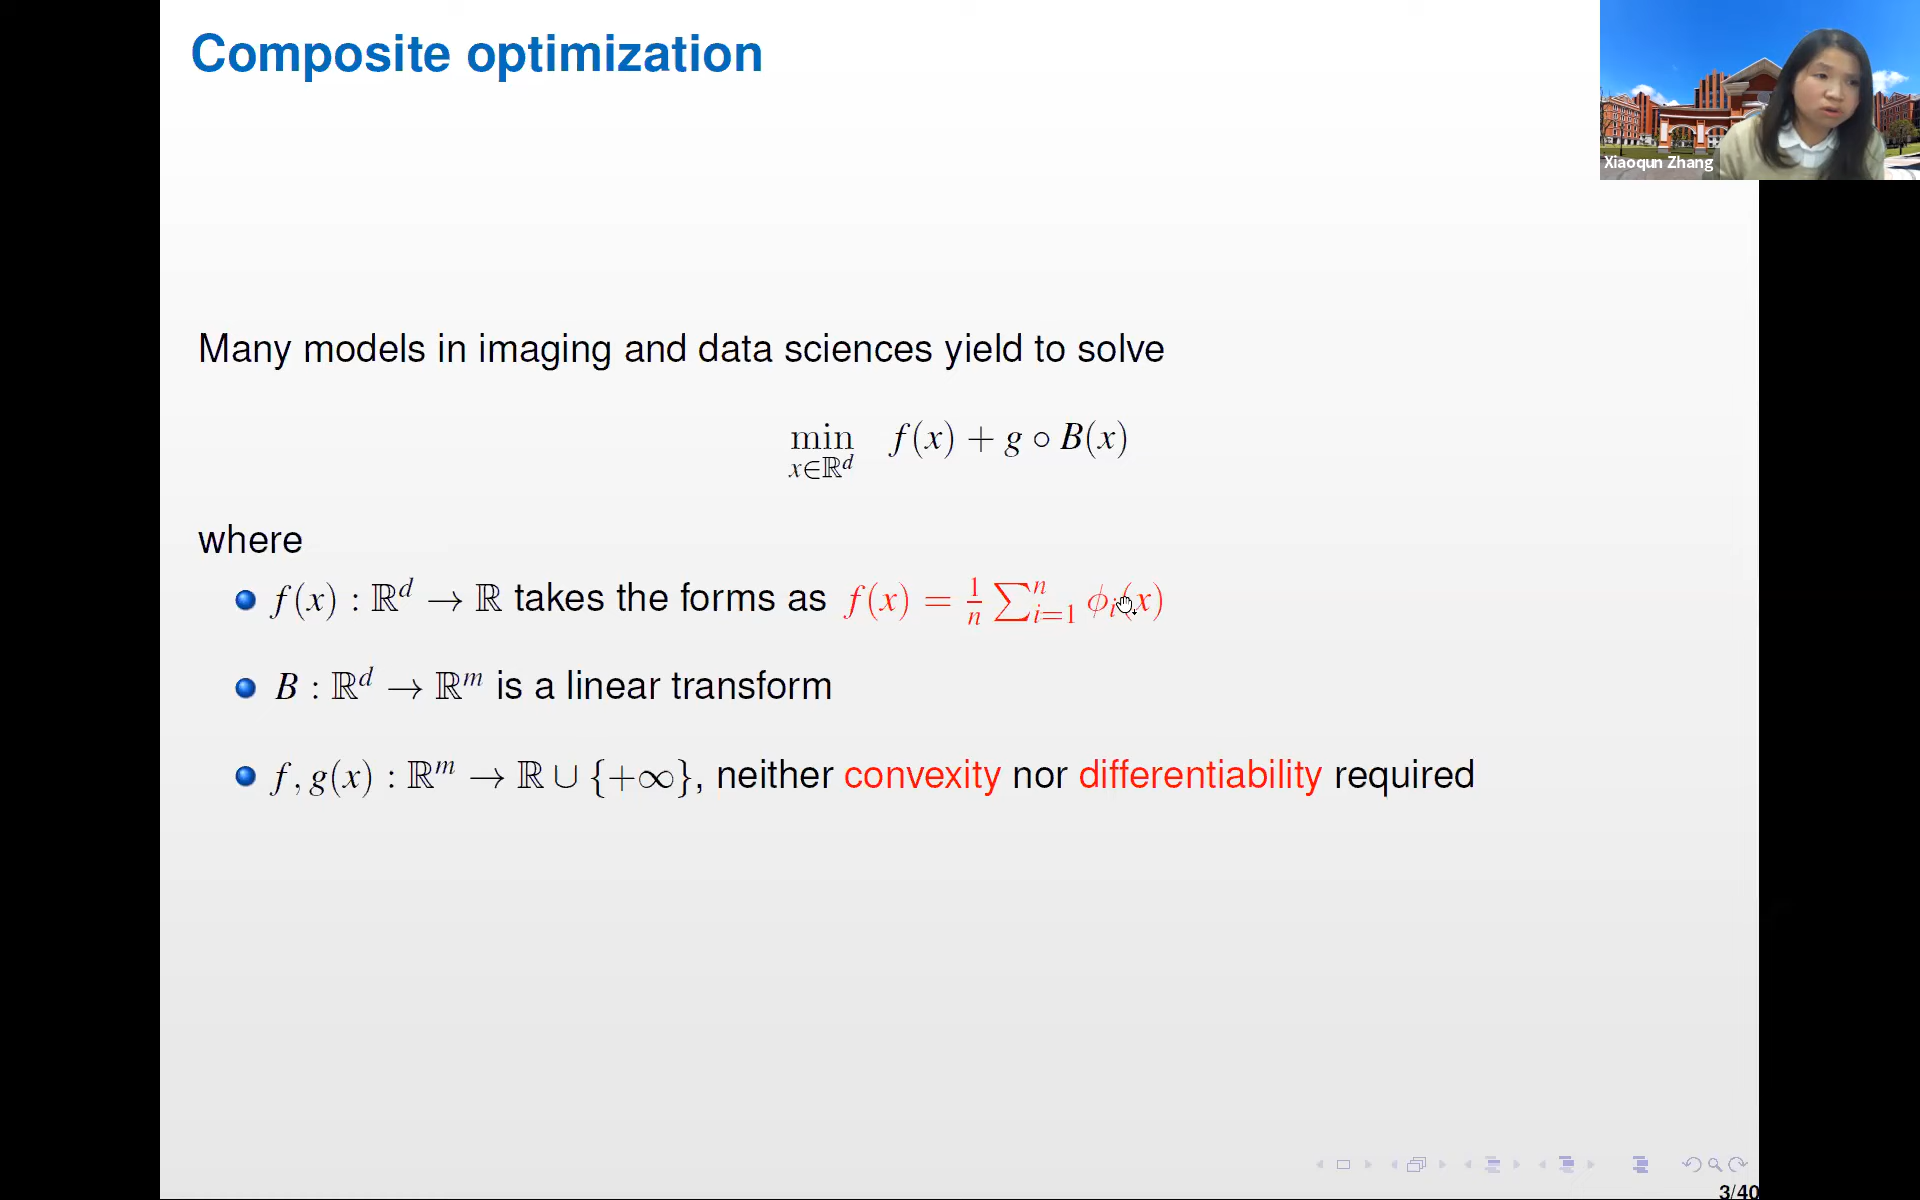 Composite optimization
Xiaoqun Zhang
Many models in imaging and data sciences yield to solve
min f(x) + g ∘ B(x)
x∈ℝᵈ
where
f(x) : ℝᵈ → ℝ takes the forms as f(x) = 1/n ∑ⁿᵢ₌₁ ϕᵢ(x)
B : ℝᵈ → ℝᵐ is a linear transform
f, g(x) : ℝᵐ → ℝ ∪ {+∞}, neither convexity nor differentiability required
3/40